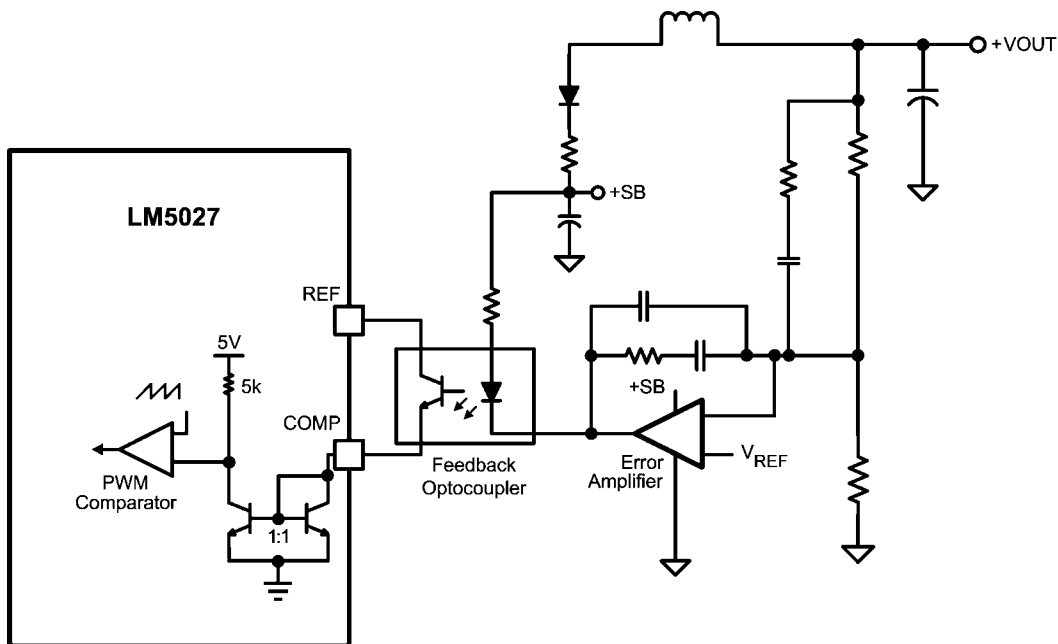 +VOUT
+SB
LM5027
REF
5V
5k
+SB
COMP
VREF
PWM
Comparator
Feedback
Optocoupler
Error
Amplifier
1:1